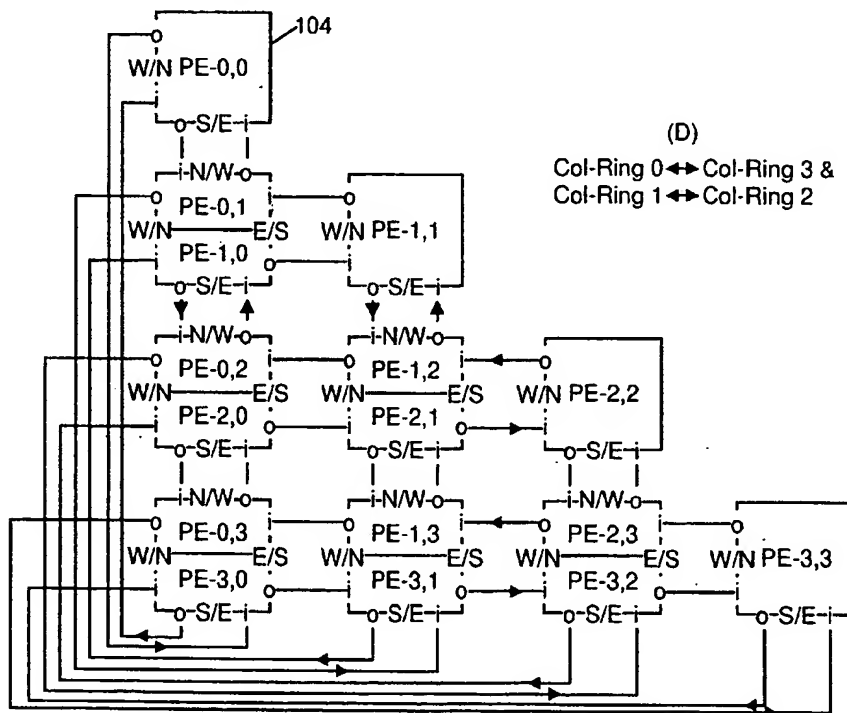 104
W/N PE-0,0
i
o-S/E-i
(D)
Col-Ring 0 ↔ Col-Ring 3 &
Col-Ring 1 ↔ Col-Ring 2
o
i-N/W-o
o i o
PE-0,1
W/N E/S W/N PE-1,1
PE-1,0
i o i
o-S/E-i o-S/E-i
i-N/W-o i-N/W-o
o i o i o
PE-0,2 PE-1,2
W/N E/S W/N E/S W/N PE-2,2
PE-2,0 PE-2,1
i o i o i
o-S/E-i o-S/E-i o-S/E-i
i-N/W-o i-N/W-o i-N/W-o
o i o i o i o
PE-0,3 PE-1,3 PE-2,3
W/N E/S W/N E/S W/N E/S W/N PE-3,3
PE-3,0 PE-3,1 PE-3,2
i o i o i o i
o-S/E-i o-S/E-i o-S/E-i o-S/E-i